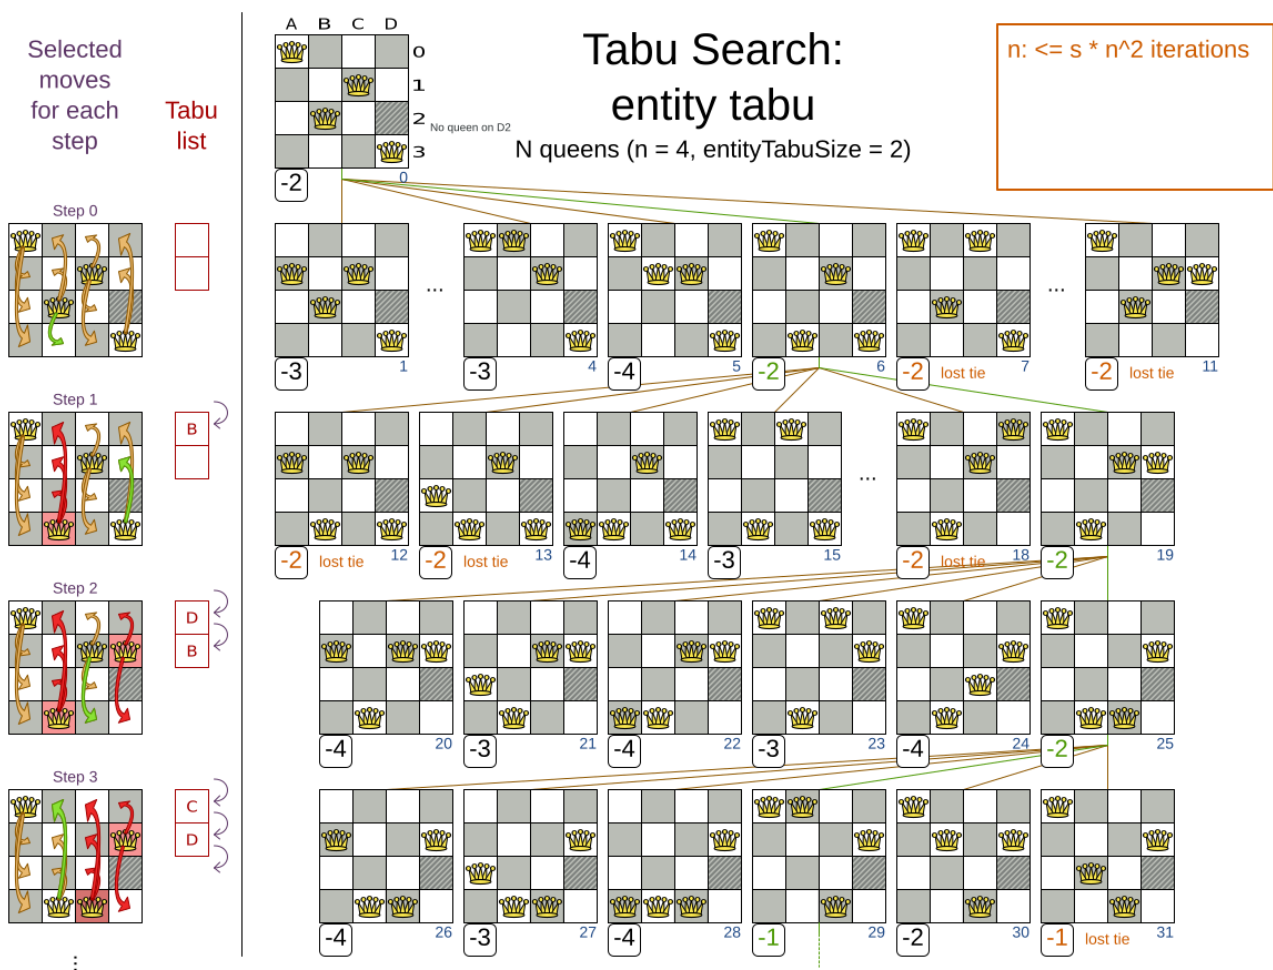 Selected
moves
for each
step
Tabu
list
A B C D
0
1
2
3
No queen on D2
-2
0
Tabu Search:
entity tabu
N queens (n = 4, entityTabuSize = 2)
n: <= s * n^2 iterations
Step 0
...
...
-3
1
-3
4
-4
5
-2
6
-2 lost tie 7
-2 lost tie 11
Step 1
B
...
-2 lost tie 12
-2 lost tie 13
-4
14
-3
15
-2 lost tie 18
-2
19
Step 2
D
B
-4
20
-3
21
-4
22
-3
23
-4
24
-2
25
Step 3
C
D
-4
26
-3
27
-4
28
-1
29
-2
30
-1 lost tie 31
...